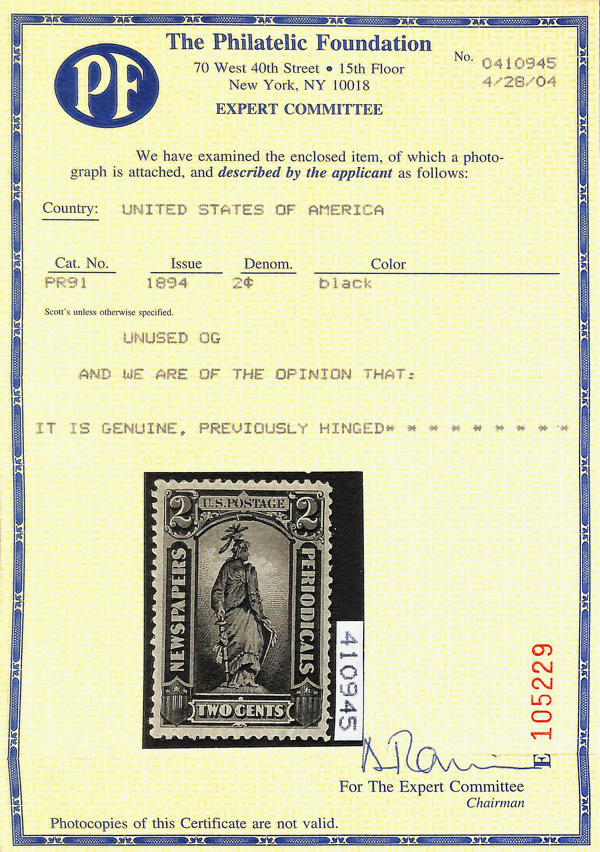 PF
The Philatelic Foundation
70 West 40th Street • 15th Floor
New York, NY 10018
EXPERT COMMITTEE
No. 0410945
4/28/04
We have examined the enclosed item, of which a photo-
graph is attached, and described by the applicant as follows:
Country: UNITED STATES OF AMERICA
Cat. No. Issue Denom. Color
PR91 1894 2¢ black
Scott's unless otherwise specified.
UNUSED OG
AND WE ARE OF THE OPINION THAT:
IT IS GENUINE, PREVIOUSLY HINGED* * * * * * * * *
2 U.S. POSTAGE 2
NEWSPAPERS
PERIODICALS
TWO CENTS
410945
E 105229
For The Expert Committee
Chairman
Photocopies of this Certificate are not valid.